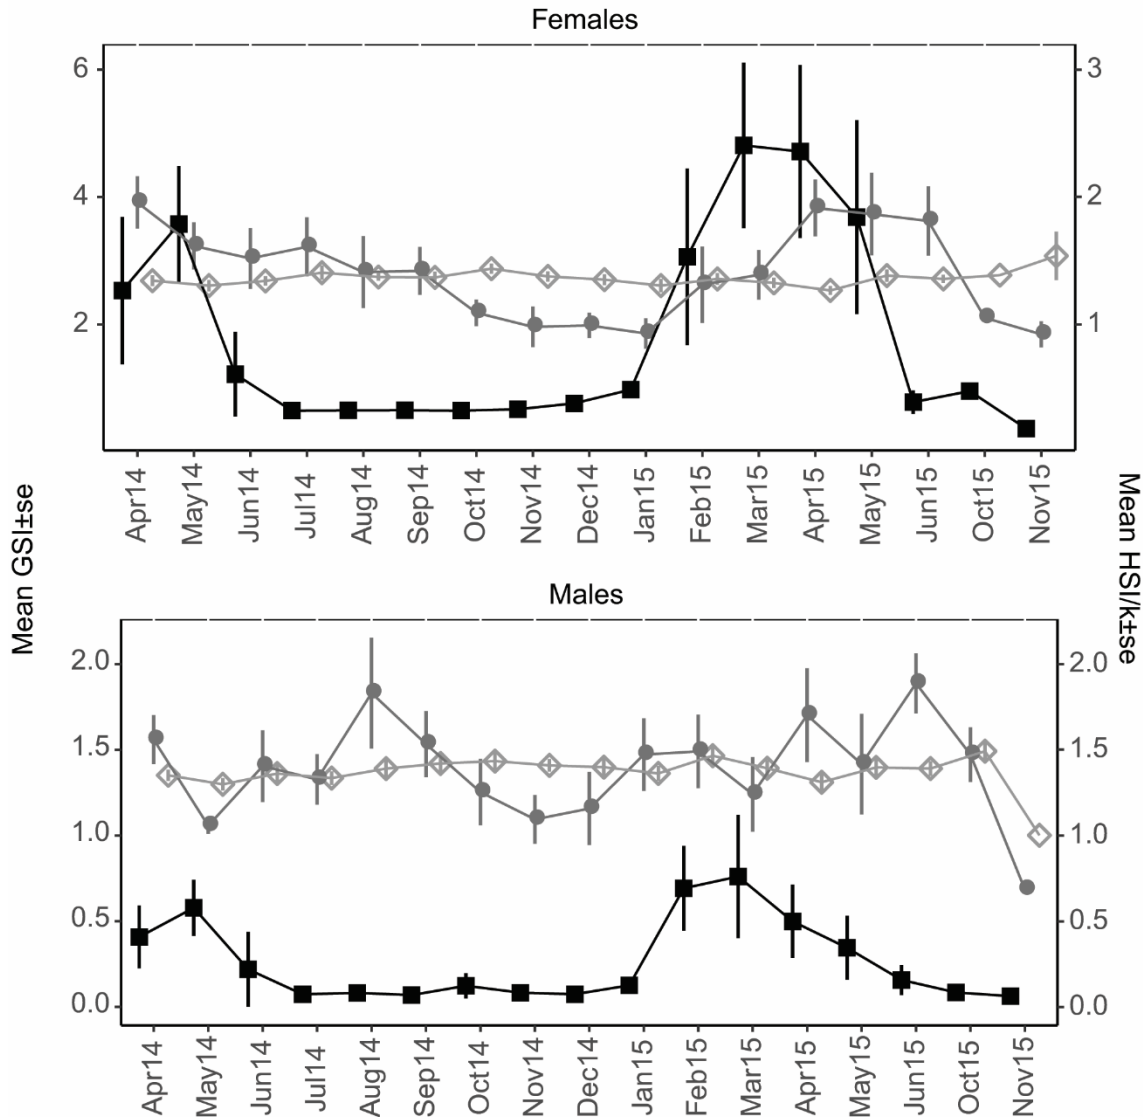 Females
6
4
2
3
2
1
Apr14
May14
Jun14
Jul14
Aug14
Sep14
Oct14
Nov14
Dec14
Jan15
Feb15
Mar15
Apr15
May15
Jun15
Oct15
Nov15
Mean GSI±se
Mean HSI/k±se
Males
2.0
1.5
1.0
0.5
0.0
2.0
1.5
1.0
0.5
0.0
Apr14
May14
Jun14
Jul14
Aug14
Sep14
Oct14
Nov14
Dec14
Jan15
Feb15
Mar15
Apr15
May15
Jun15
Oct15
Nov15